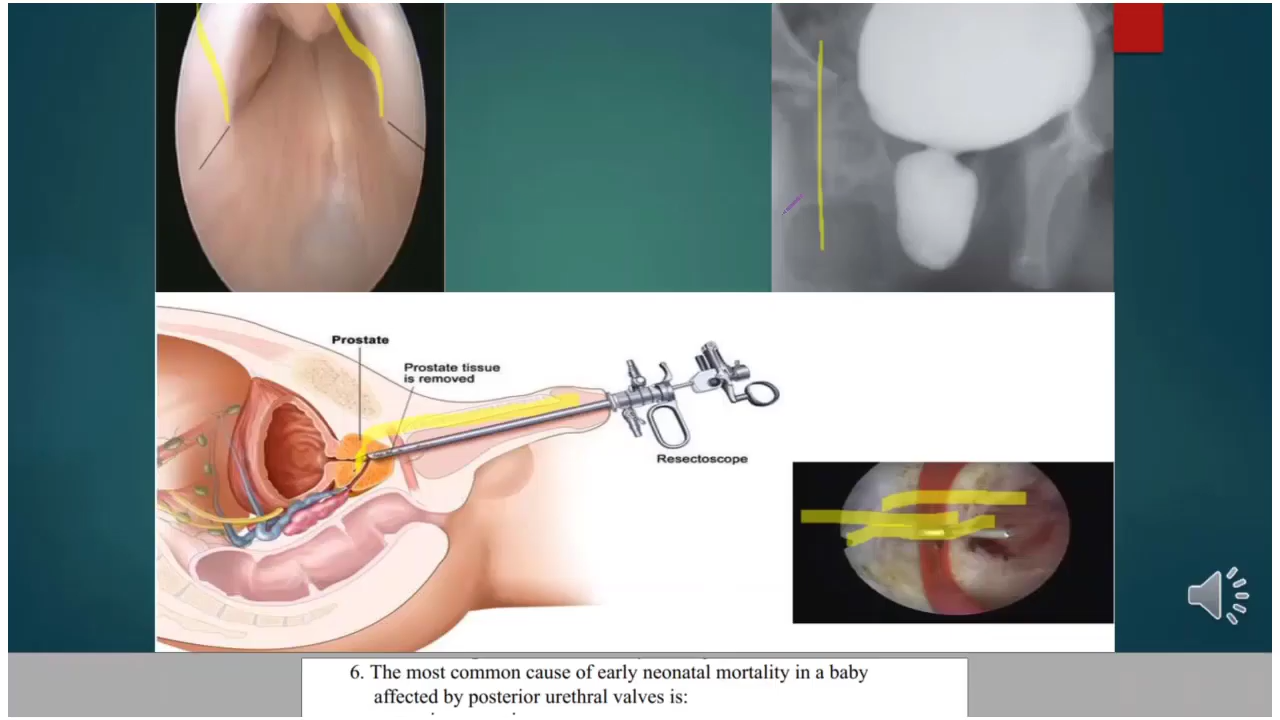 Prostate
Prostate tissue
is removed
Resectoscope
6. The most common cause of early neonatal mortality in a baby
affected by posterior urethral valves is: